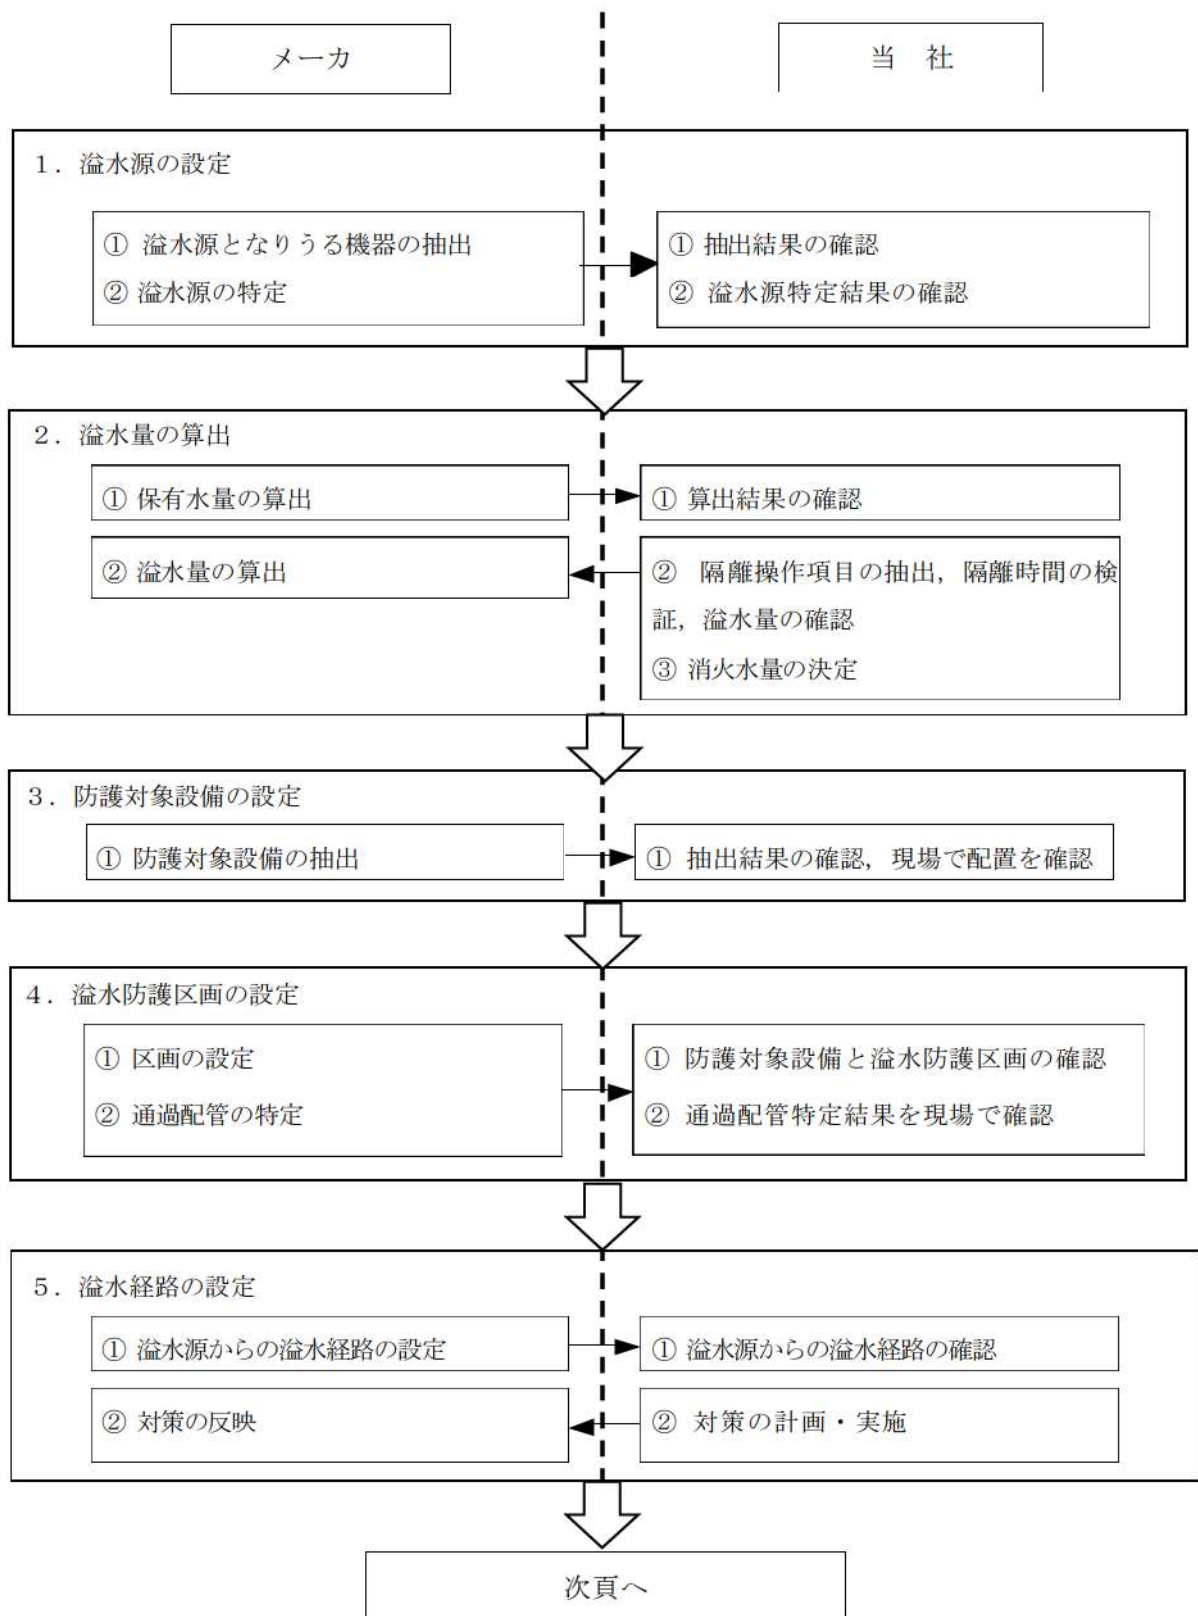 メーカ
当　社
１．溢水源の設定
① 溢水源となりうる機器の抽出
② 溢水源の特定
① 抽出結果の確認
② 溢水源特定結果の確認
２．溢水量の算出
① 保有水量の算出
① 算出結果の確認
② 溢水量の算出
② 隔離操作項目の抽出，隔離時間の検
証，溢水量の確認
③ 消火水量の決定
３．防護対象設備の設定
① 防護対象設備の抽出
① 抽出結果の確認，現場で配置を確認
４．溢水防護区画の設定
① 区画の設定
② 通過配管の特定
① 防護対象設備と溢水防護区画の確認
② 通過配管特定結果を現場で確認
５．溢水経路の設定
① 溢水源からの溢水経路の設定
① 溢水源からの溢水経路の確認
② 対策の反映
② 対策の計画・実施
次頁へ